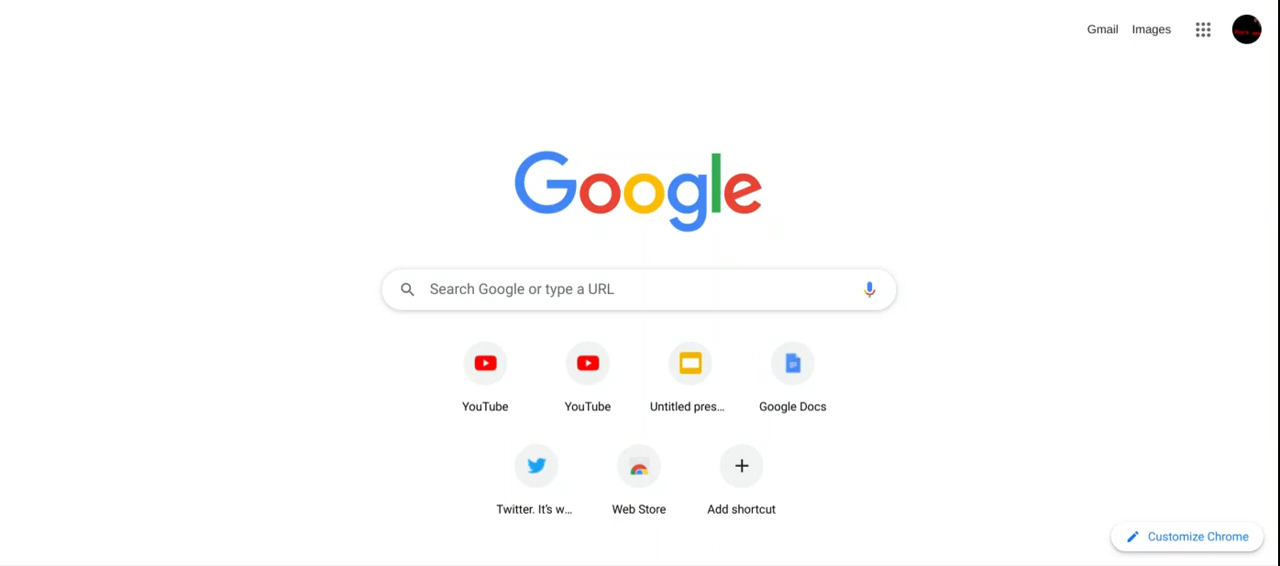 Gmail Images
Google
Search Google or type a URL
YouTube YouTube Untitled pres... Google Docs
Twitter. It's w... Web Store Add shortcut
Customize Chrome